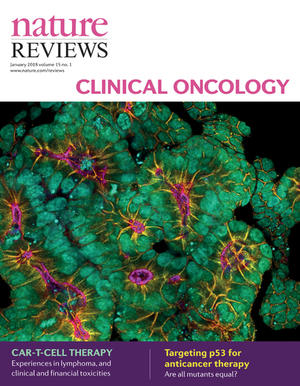 nature
REVIEWS
January 2018 volume 15 no. 1
www.nature.com/reviews
CLINICAL ONCOLOGY
CAR-T-CELL THERAPY
Experiences in lymphoma, and
clinical and financial toxicities
Targeting p53 for
anticancer therapy
Are all mutants equal?